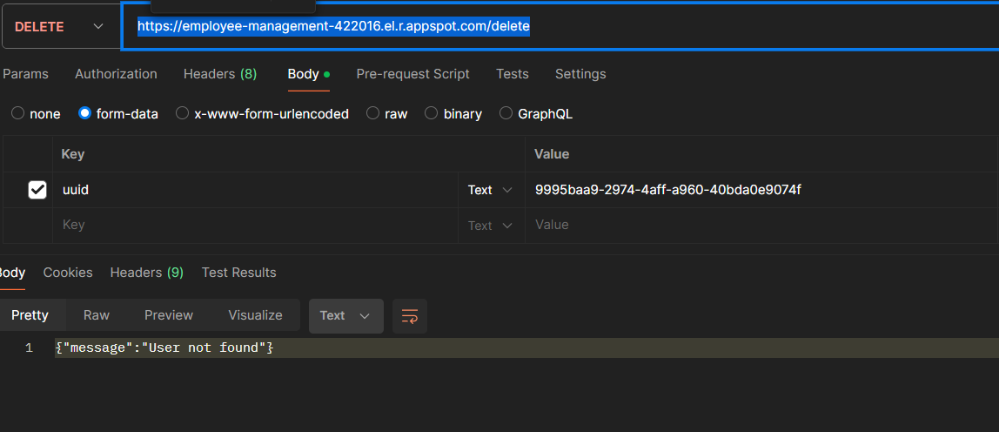 DELETE https://employee-management-422016.el.r.appspot.com/delete
Params Authorization Headers (8) Body Pre-request Script Tests Settings
none form-data x-www-form-urlencoded raw binary GraphQL
Key Value
uuid Text 9995baa9-2974-4aff-a960-40bda0e9074f
Key Text Value
Body Cookies Headers (9) Test Results
Pretty Raw Preview Visualize Text
1 {"message":"User not found"}